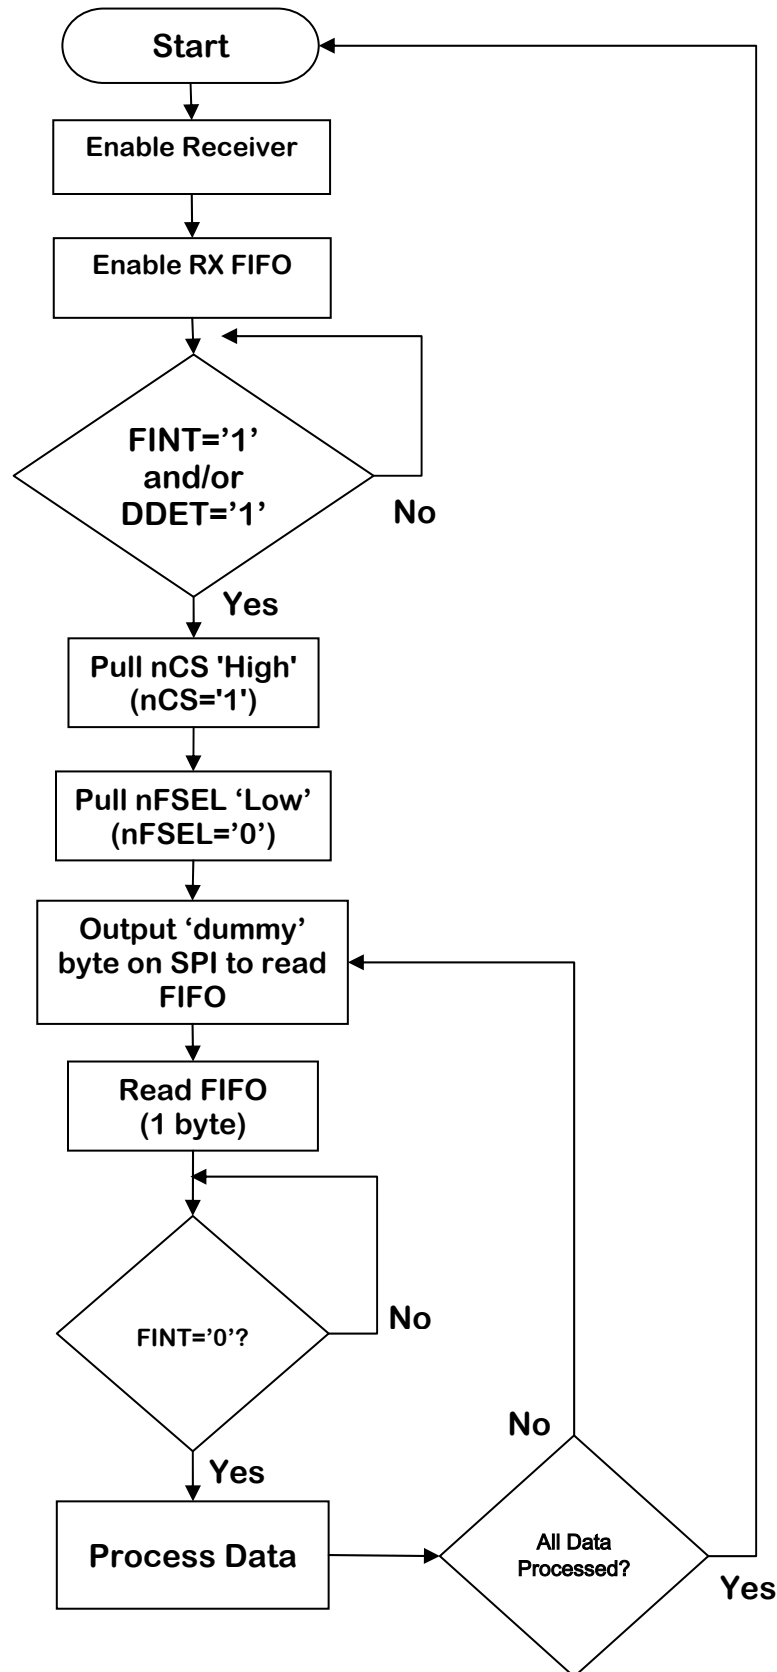 Start
Enable Receiver
Enable RX FIFO
FINT=’1’
and/or
DDET=’1’
No
Yes
Pull nCS 'High'
(nCS='1')
Pull nFSEL ‘Low’
(nFSEL=’0’)
Output ‘dummy’
byte on SPI to read
FIFO
Read FIFO
(1 byte)
FINT=’0’?
No
Yes
Process Data
No
All Data
Processed?
Yes